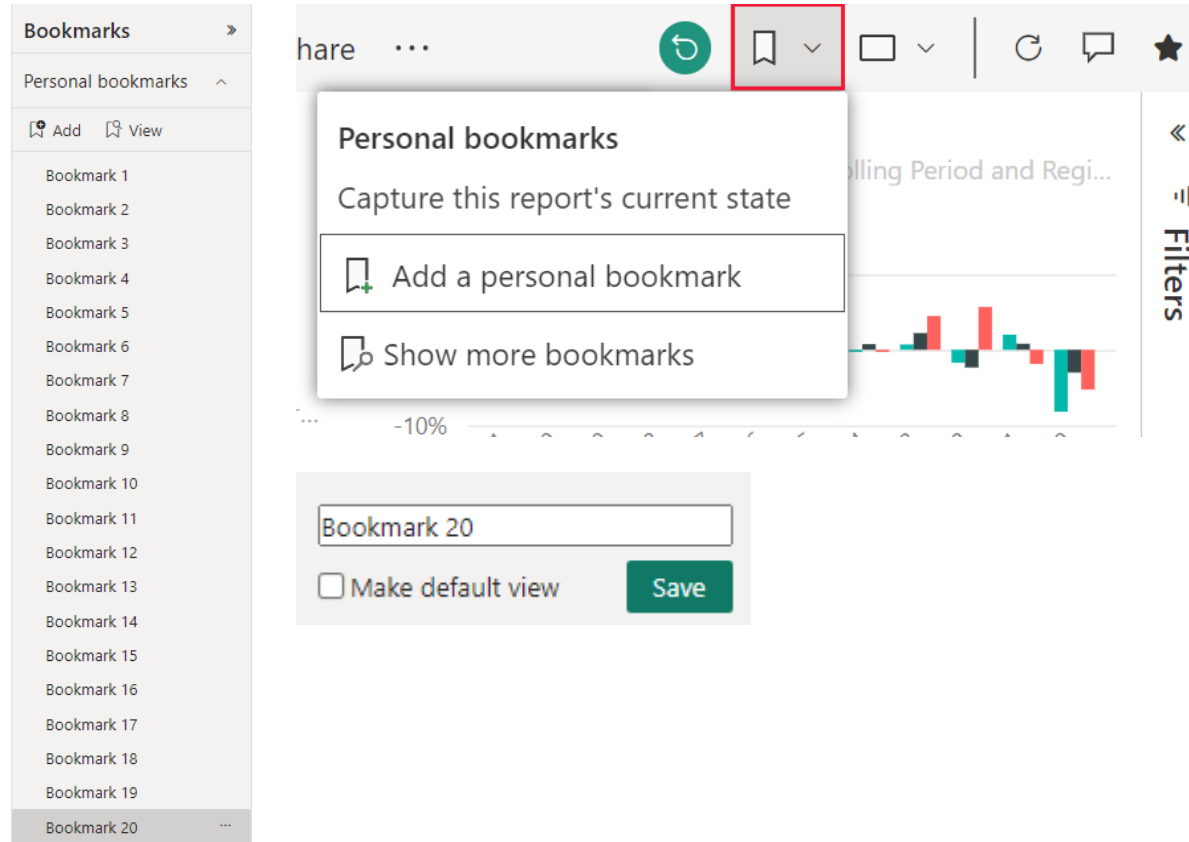 Bookmarks
Personal bookmarks
Add View
Bookmark 1
Bookmark 2
Bookmark 3
Bookmark 4
Bookmark 5
Bookmark 6
Bookmark 7
Bookmark 8
Bookmark 9
Bookmark 10
Bookmark 11
Bookmark 12
Bookmark 13
Bookmark 14
Bookmark 15
Bookmark 16
Bookmark 17
Bookmark 18
Bookmark 19
Bookmark 20 ...
hare ...
Personal bookmarks
Capture this report's current state
Add a personal bookmark
Show more bookmarks
lling Period and Regi...
Filters
-10%
Bookmark 20
Make default view
Save